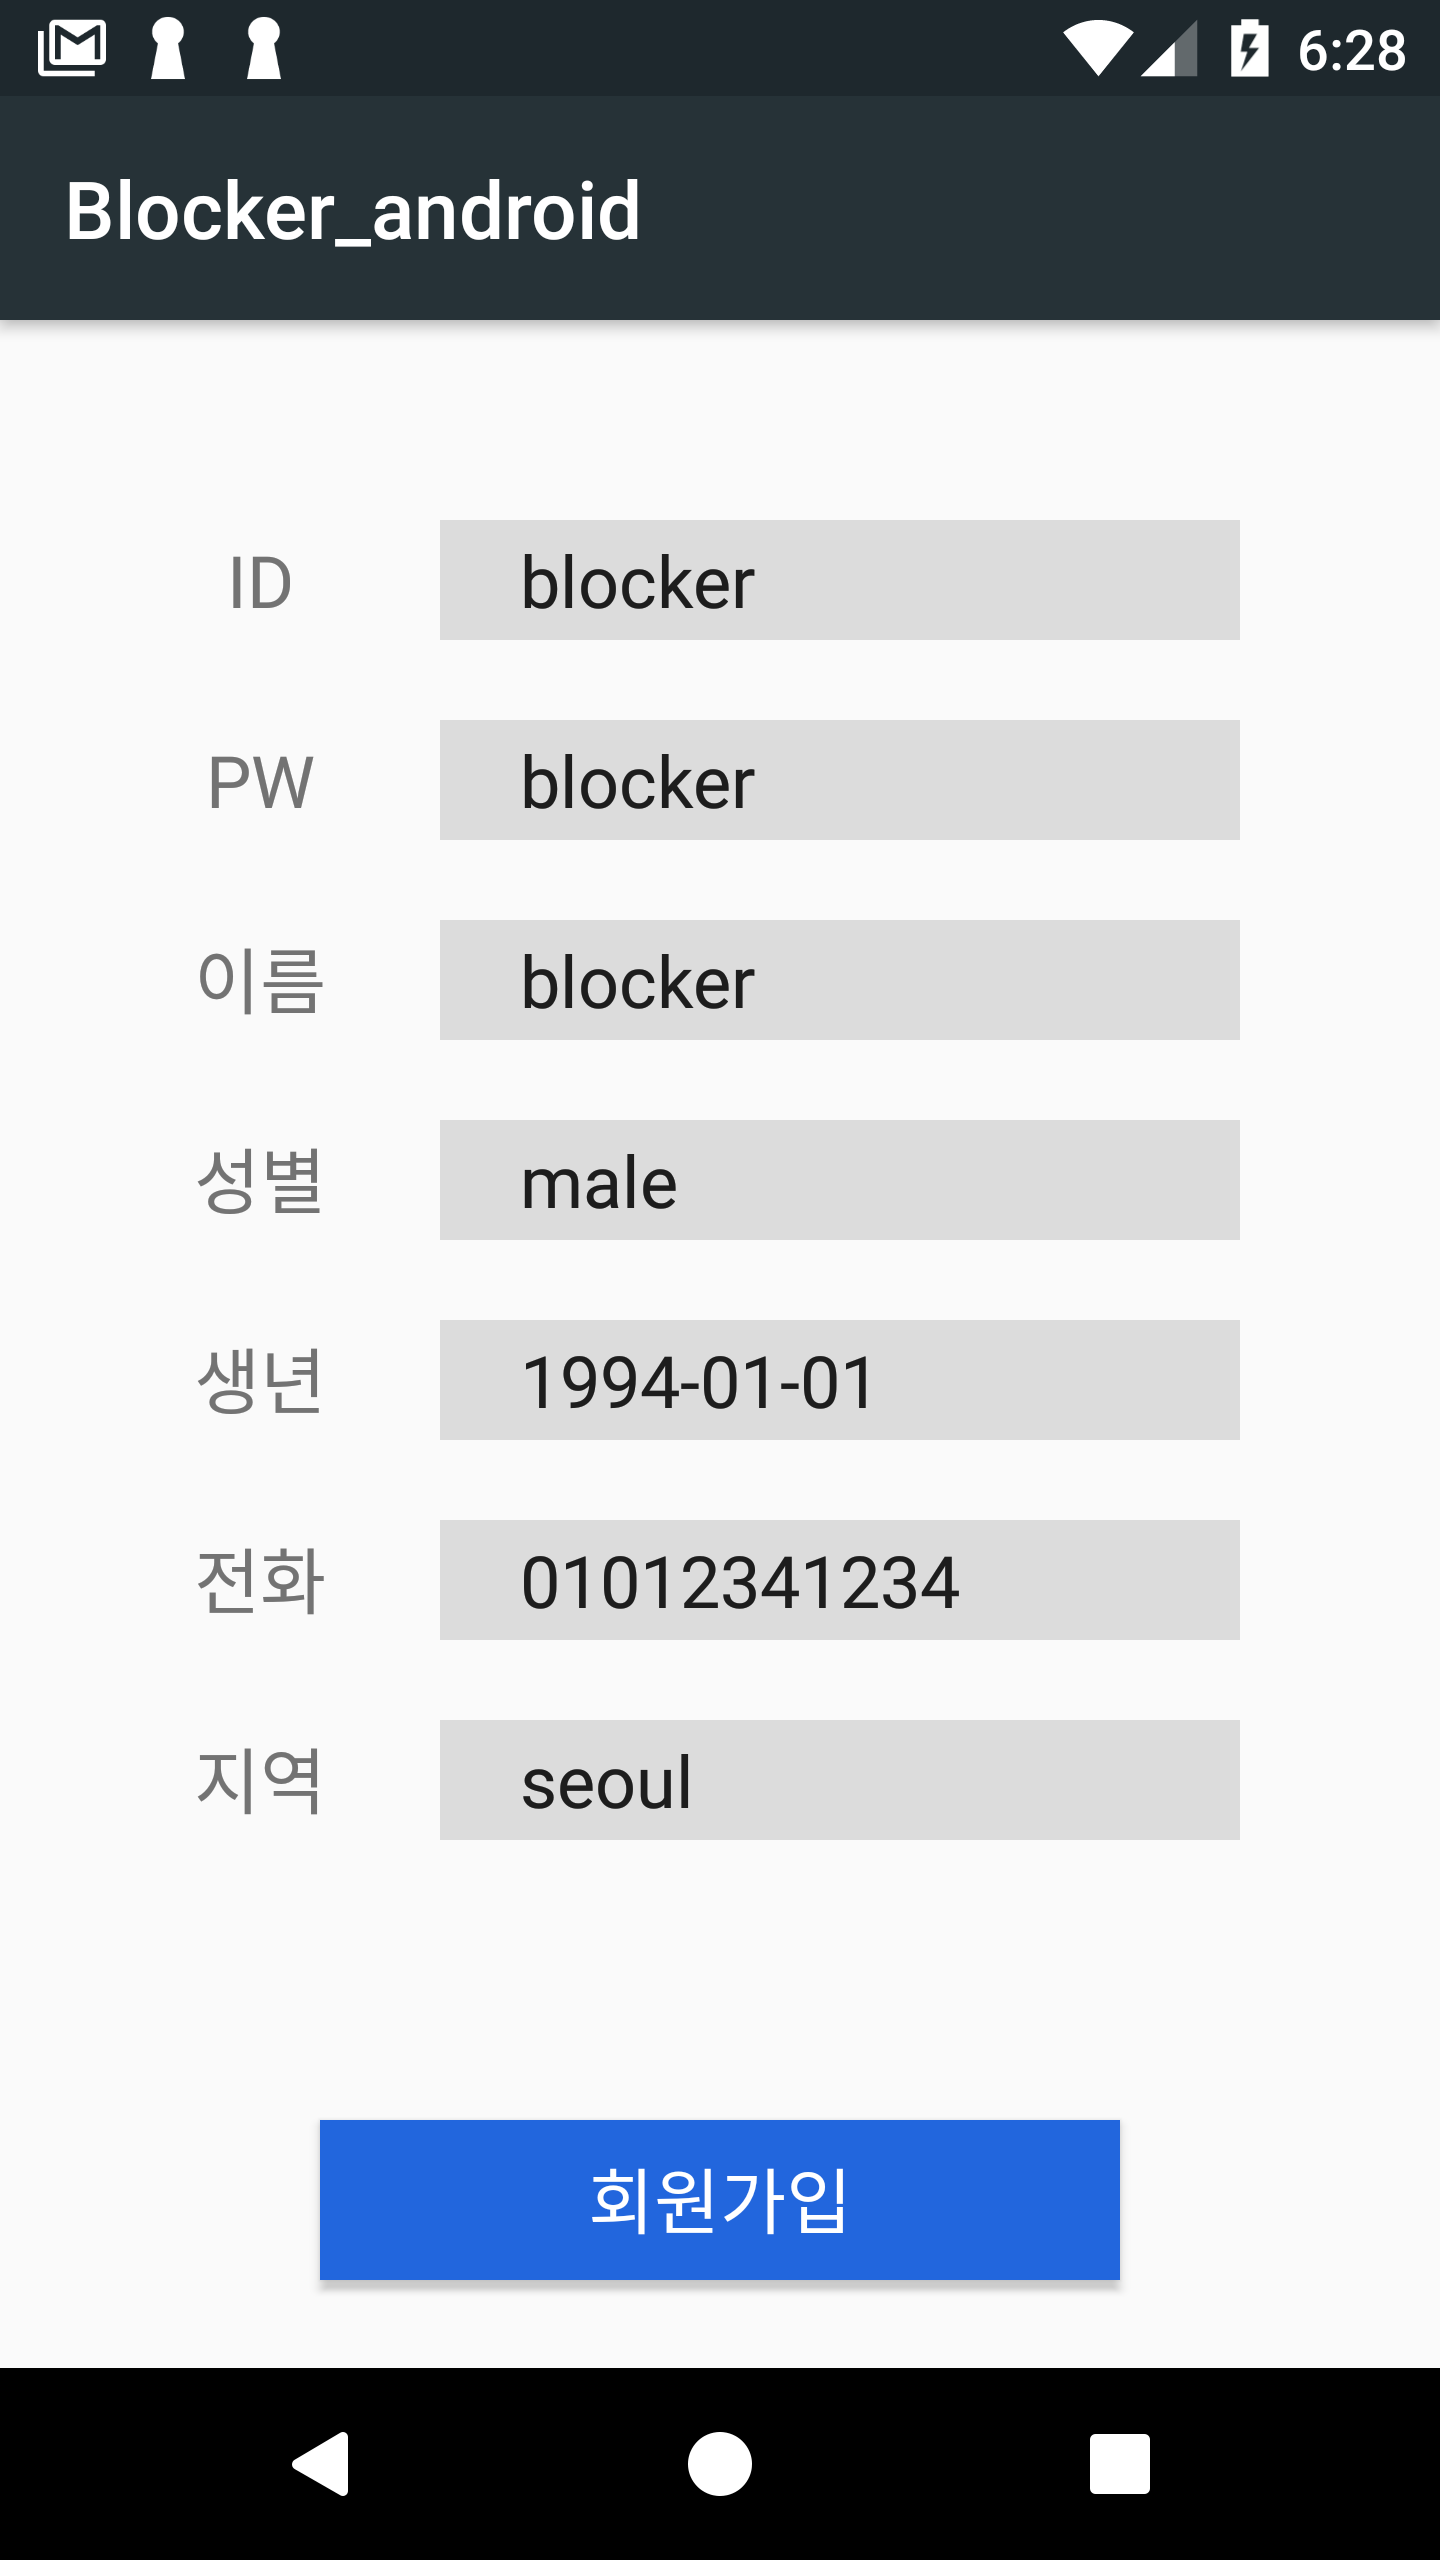 6:28
Blocker_android
ID blocker
PW blocker
이름 blocker
성별 male
생년 1994-01-01
전화 01012341234
지역 seoul
회원가입